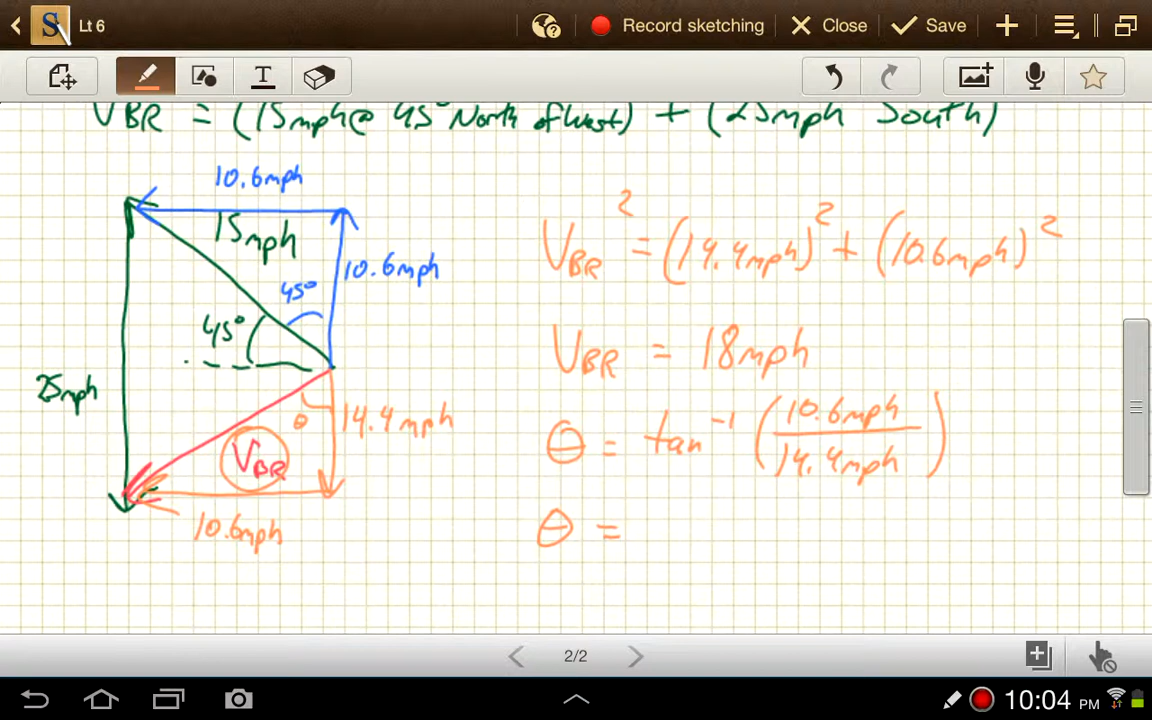 S Lt 6 Record sketching Close Save
VBR = (15mph@ 45° North of West) + (25mph South)
10.6mph
15mph
10.6mph
45°
45°
25mph
θ
14.4mph
VBR
10.6mph
VBR² = (14.4mph)² + (10.6mph)²
VBR = 18mph
θ = tan⁻¹ (10.6mph/14.4mph)
θ =
2/2
10:04 PM